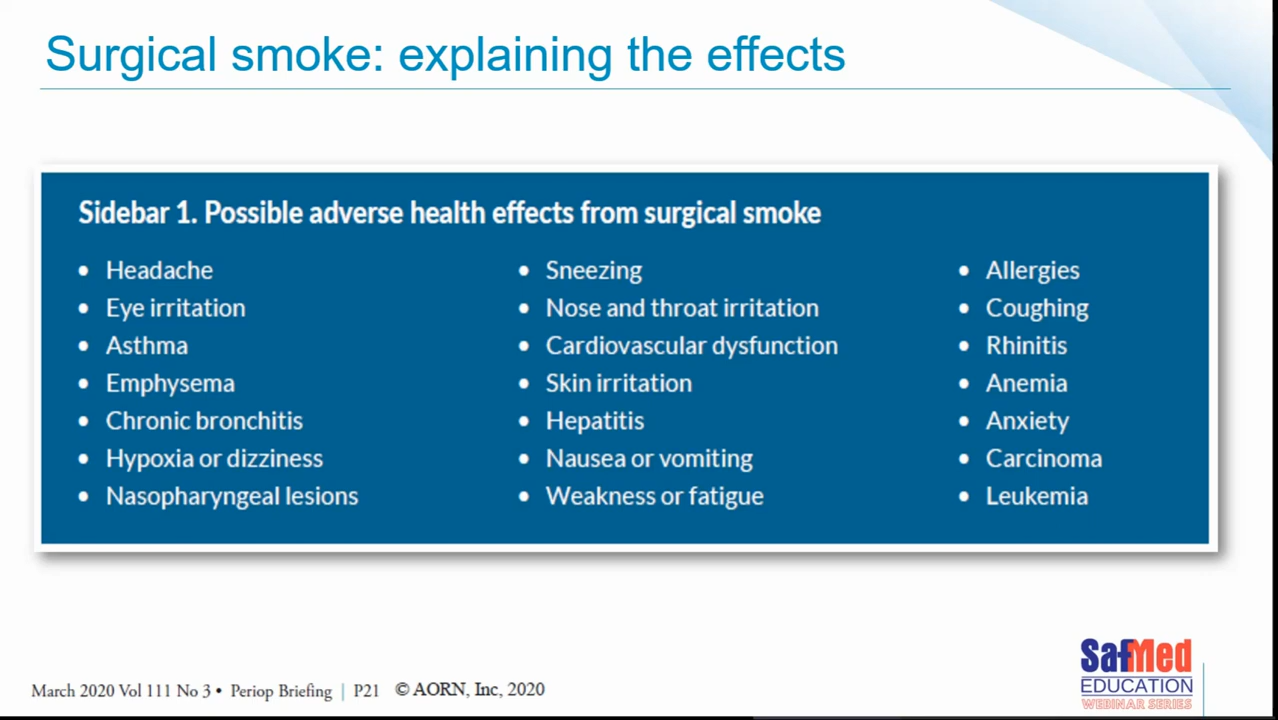 Surgical smoke: explaining the effects
Sidebar 1. Possible adverse health effects from surgical smoke
• Headache
• Eye irritation
• Asthma
• Emphysema
• Chronic bronchitis
• Hypoxia or dizziness
• Nasopharyngeal lesions
• Sneezing
• Nose and throat irritation
• Cardiovascular dysfunction
• Skin irritation
• Hepatitis
• Nausea or vomiting
• Weakness or fatigue
• Allergies
• Coughing
• Rhinitis
• Anemia
• Anxiety
• Carcinoma
• Leukemia
March 2020 Vol 111 No 3 • Periop Briefing | P21 © AORN, Inc, 2020
SafMed
EDUCATION
WEBINAR SERIES